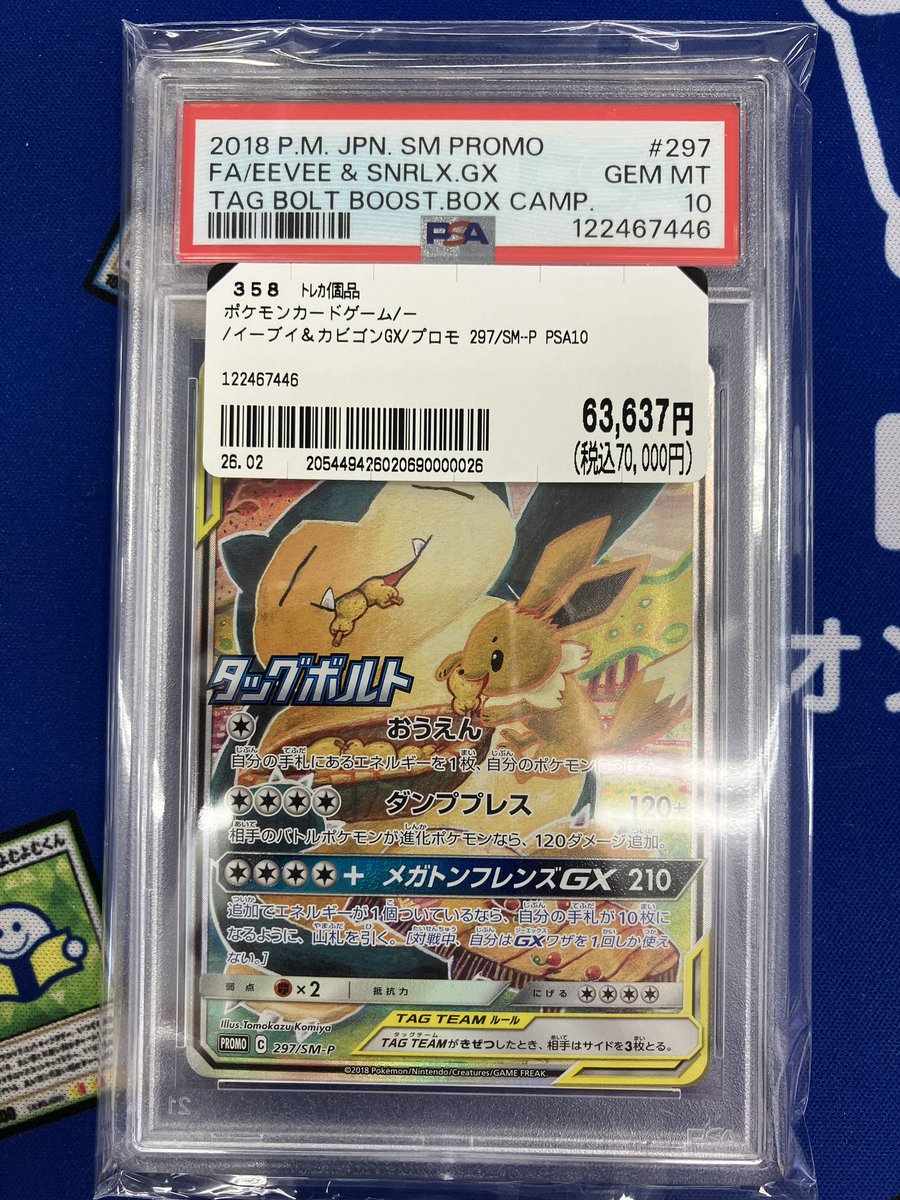 2018 P.M. JPN. SM PROMO #297
FA/EEVEE & SNRLX.GX GEM MT
TAG BOLT BOOST.BOX CAMP. 10
PSA 122467446
358 トレカ個品
ポケモンカードゲーム/ー
/イーブイ&カビゴンGX/プロモ 297/SM-P PSA10
122467446
63,637円
26.02 2054494260206900000026 (税込70,000円)
タッグボルト
おうえん
自分の手札にあるエネルギーを1枚、自分のポケモンにつける。
ダンププレス 120+
相手のバトルポケモンが進化ポケモンなら、120ダメージ追加。
+ メガトンフレンズGX 210
追加でエネルギーが1個ついているなら、自分の手札が10枚に
なるように、山札を引く。[対戦中、自分はGXワザを1回しか使え
ない。]
弱点 ×2 抵抗力 にげる
Illus.Tomokazu Komiya
TAG TEAM ルール
PROMO C 297/SM-P
TAG TEAMがきぜつしたとき、相手はサイドを3枚とる。
©2018 Pokémon/Nintendo/Creatures/GAME FREAK.
よむよむくん
オン
21
PSA